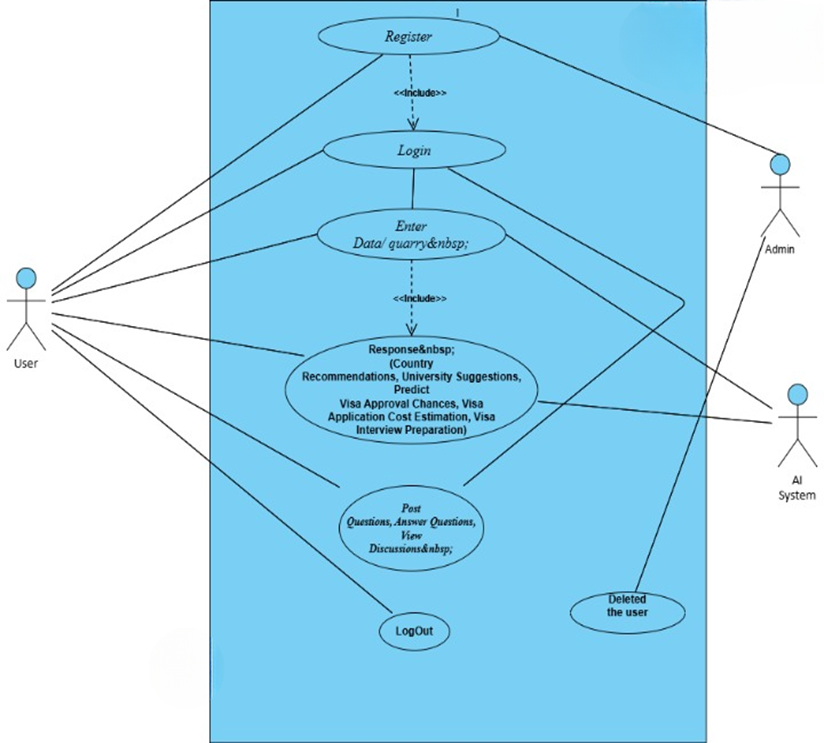 Register
<<Include>>
Login
Enter
Data/ quarry&nbsp;
<<Include>>
Response&nbsp;
(Country
Recommendations, University Suggestions,
Predict
Visa Approval Chances, Visa
Application Cost Estimation, Visa
Interview Preparation)
Post
Questions, Answer Questions,
View
Discussions&nbsp;
LogOut
Deleted
the user
User
Admin
AI
System